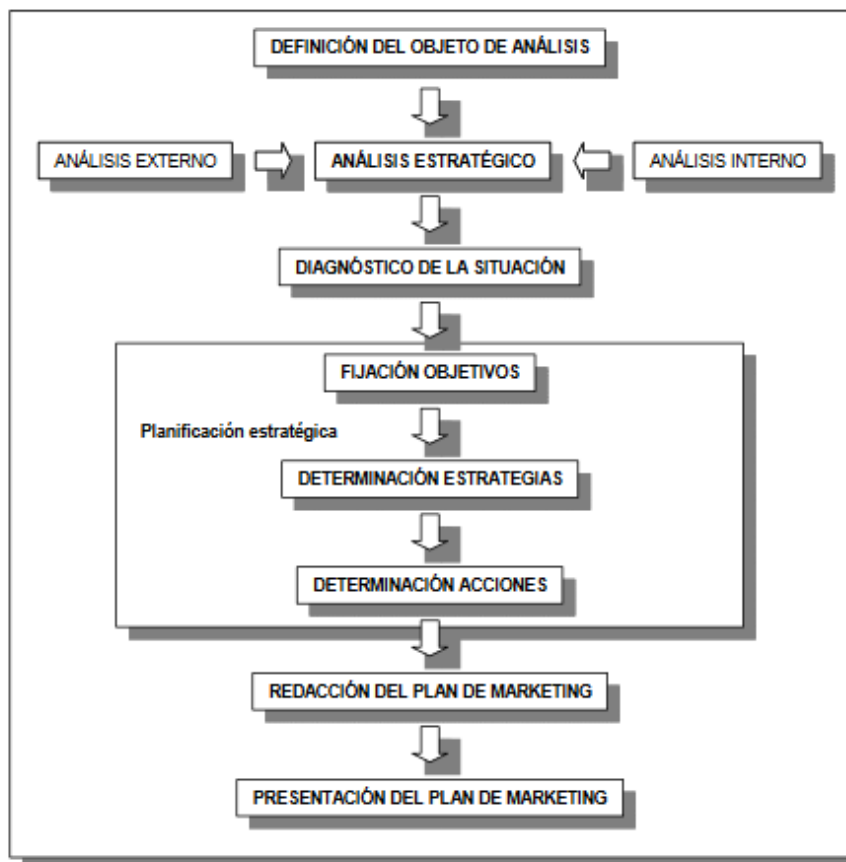 DEFINICIÓN DEL OBJETO DE ANÁLISIS
ANÁLISIS EXTERNO
ANÁLISIS ESTRATÉGICO
ANÁLISIS INTERNO
DIAGNÓSTICO DE LA SITUACIÓN
FIJACIÓN OBJETIVOS
Planificación estratégica
DETERMINACIÓN ESTRATEGIAS
DETERMINACIÓN ACCIONES
REDACCIÓN DEL PLAN DE MARKETING
PRESENTACIÓN DEL PLAN DE MARKETING